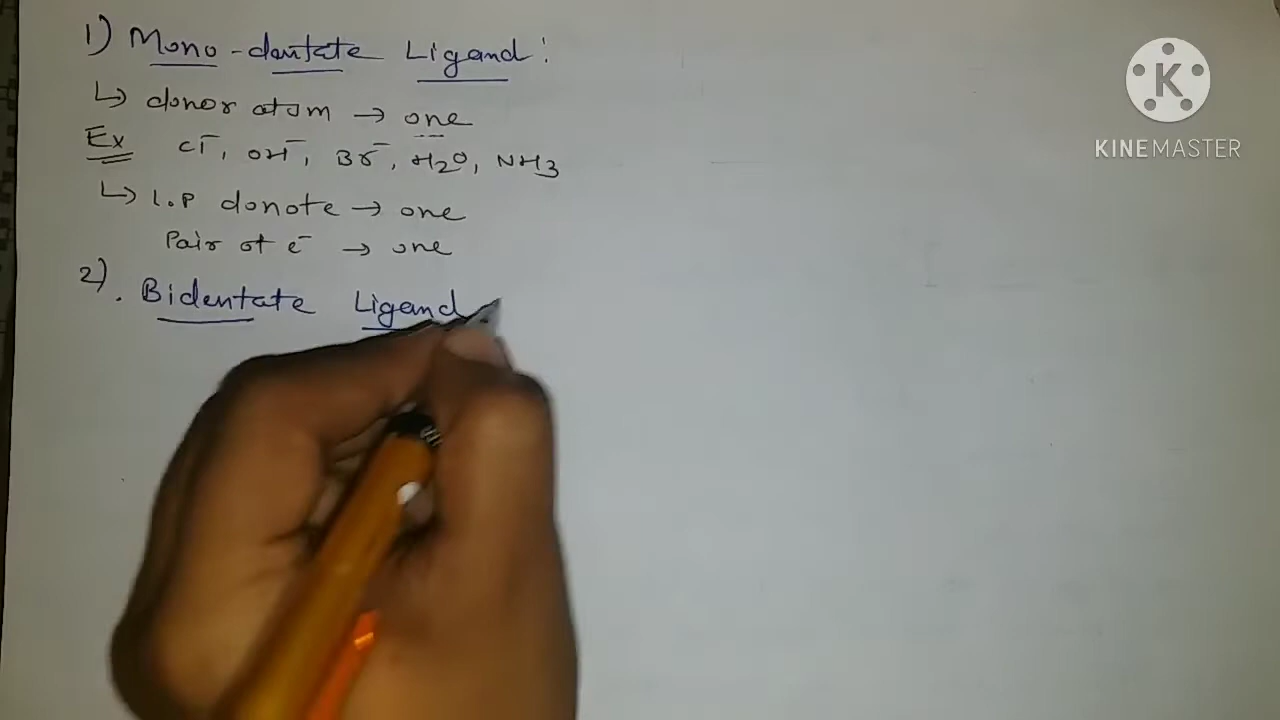 1) Mono-dentate Ligand:
↳ donor atom → one
Ex Cl⁻, OH⁻, Br⁻, H₂O, NH₃
↳ l.p donote → one
Pair of e⁻ → one
2). Bidentate Ligand
K
KINEMASTER